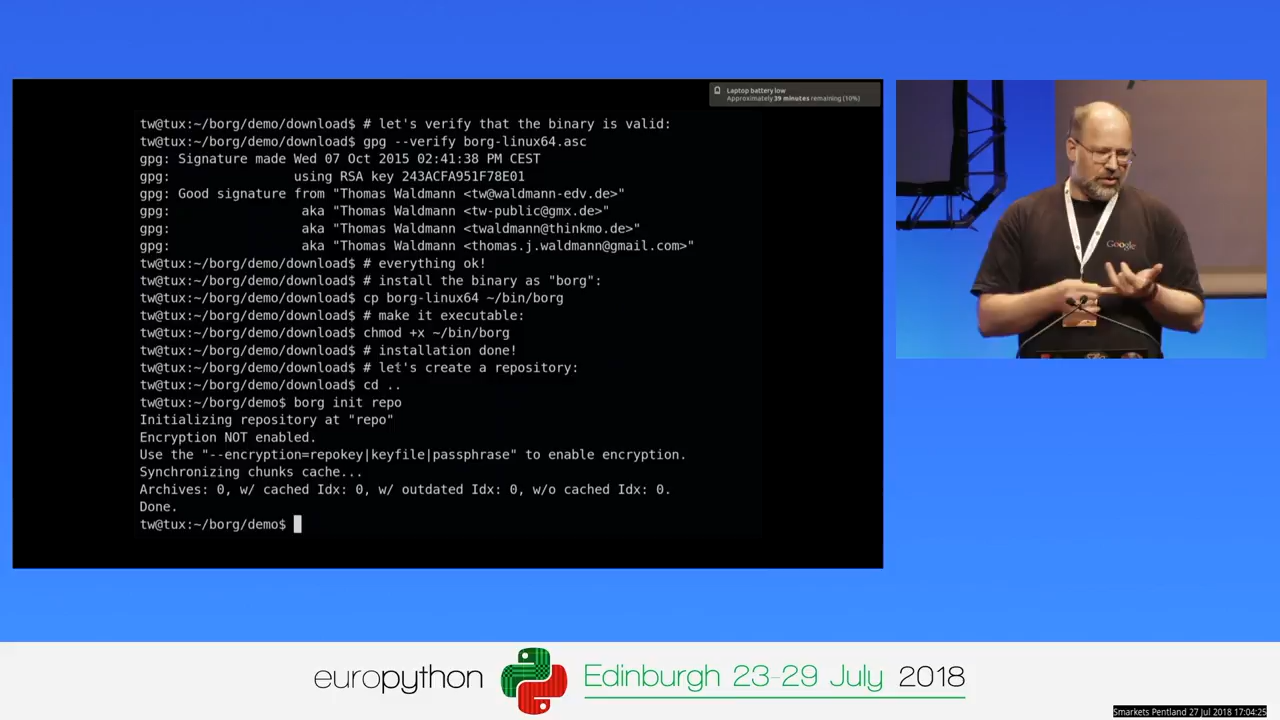 Laptop battery low
Approximately 39 minutes remaining (10%)
tw@tux:~/borg/demo/download$ # let's verify that the binary is valid:
tw@tux:~/borg/demo/download$ gpg --verify borg-linux64.asc
gpg: Signature made Wed 07 Oct 2015 02:41:38 PM CEST
gpg:                using RSA key 243ACFA951F78E01
gpg: Good signature from "Thomas Waldmann <tw@waldmann-edv.de>"
gpg:                 aka "Thomas Waldmann <tw-public@gmx.de>"
gpg:                 aka "Thomas Waldmann <twaldmann@thinkmo.de>"
gpg:                 aka "Thomas Waldmann <thomas.j.waldmann@gmail.com>"
tw@tux:~/borg/demo/download$ # everything ok!
tw@tux:~/borg/demo/download$ # install the binary as "borg":
tw@tux:~/borg/demo/download$ cp borg-linux64 ~/bin/borg
tw@tux:~/borg/demo/download$ # make it executable:
tw@tux:~/borg/demo/download$ chmod +x ~/bin/borg
tw@tux:~/borg/demo/download$ # installation done!
tw@tux:~/borg/demo/download$ # let's create a repository:
tw@tux:~/borg/demo/download$ cd ..
tw@tux:~/borg/demo$ borg init repo
Initializing repository at "repo"
Encryption NOT enabled.
Use the "--encryption=repokey|keyfile|passphrase" to enable encryption.
Synchronizing chunks cache...
Archives: 0, w/ cached Idx: 0, w/ outdated Idx: 0, w/o cached Idx: 0.
Done.
tw@tux:~/borg/demo$
Google
europython Edinburgh 23-29 July 2018
Smarkets Pentland 27 Jul 2018 17:04:25